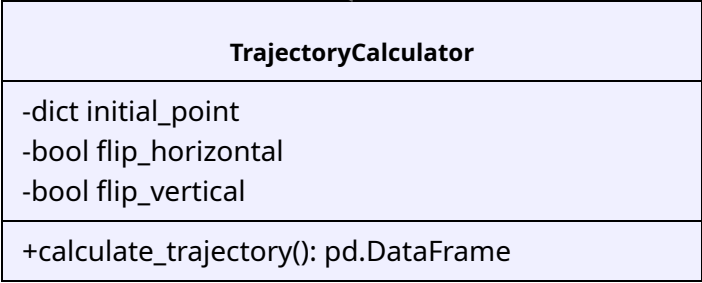 TrajectoryCalculator
-dict initial_point
-bool flip_horizontal
-bool flip_vertical
+calculate_trajectory(): pd.DataFrame